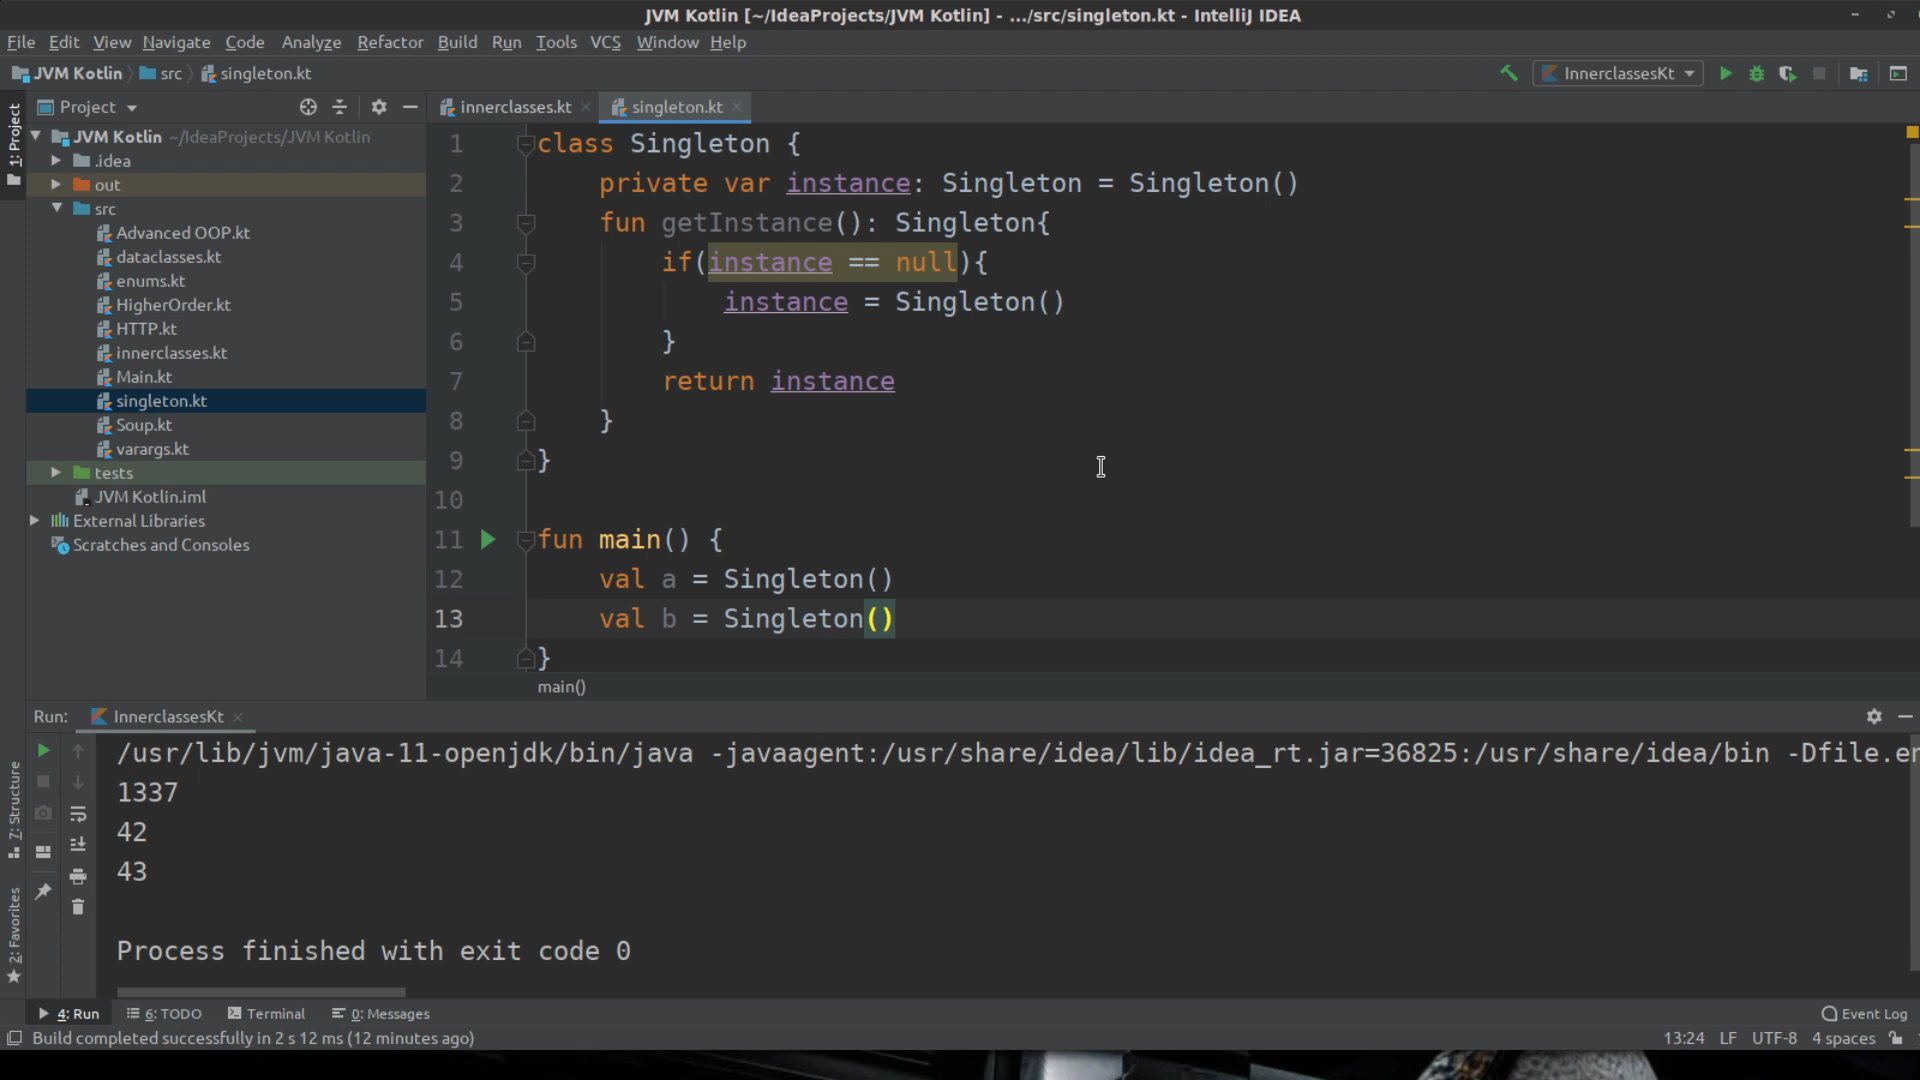 JVM Kotlin [~/IdeaProjects/JVM Kotlin] - .../src/singleton.kt - IntelliJ IDEA
File Edit View Navigate Code Analyze Refactor Build Run Tools VCS Window Help
JVM Kotlin src singleton.kt InnerclassesKt
Project innerclasses.kt singleton.kt
1: Project
JVM Kotlin ~/IdeaProjects/JVM Kotlin
.idea
out
src
Advanced OOP.kt
dataclasses.kt
enums.kt
HigherOrder.kt
HTTP.kt
innerclasses.kt
Main.kt
singleton.kt
Soup.kt
varargs.kt
tests
JVM Kotlin.iml
External Libraries
Scratches and Consoles
1 class Singleton {
2 private var instance: Singleton = Singleton()
3 fun getInstance(): Singleton{
4 if(instance == null){
5 instance = Singleton()
6 }
7 return instance
8 }
9 }
10
11 fun main() {
12 val a = Singleton()
13 val b = Singleton()
14 }
main()
Run: InnerclassesKt
/usr/lib/jvm/java-11-openjdk/bin/java -javaagent:/usr/share/idea/lib/idea_rt.jar=36825:/usr/share/idea/bin -Dfile.en
1337
42
43
Process finished with exit code 0
7: Structure
2: Favorites
4: Run 6: TODO Terminal 0: Messages Event Log
Build completed successfully in 2 s 12 ms (12 minutes ago) 13:24 LF UTF-8 4 spaces